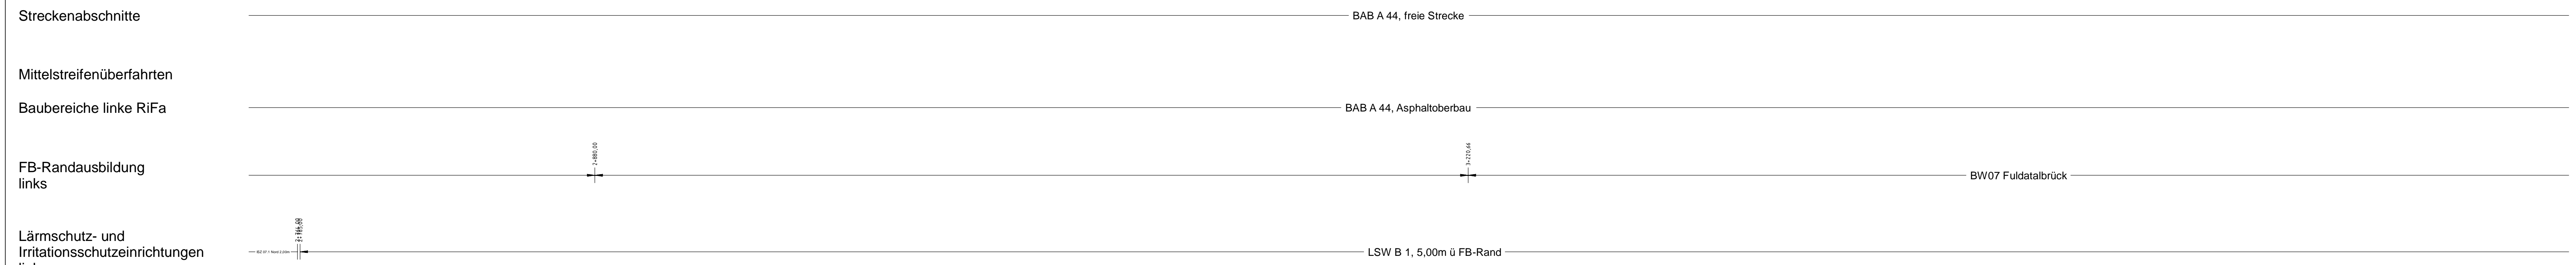 Streckenabschnitte
BAB A 44, freie Strecke
Mittelstreifenüberfahrten
Baubereiche linke RiFa
BAB A 44, Asphaltoberbau
2+880,00
3+220,66
FB-Randausbildung
links
BW07 Fuldatalbrück
Lärmschutz- und
Irritationsschutzeinrichtungen
LSW B 1, 5,00m ü FB-Rand